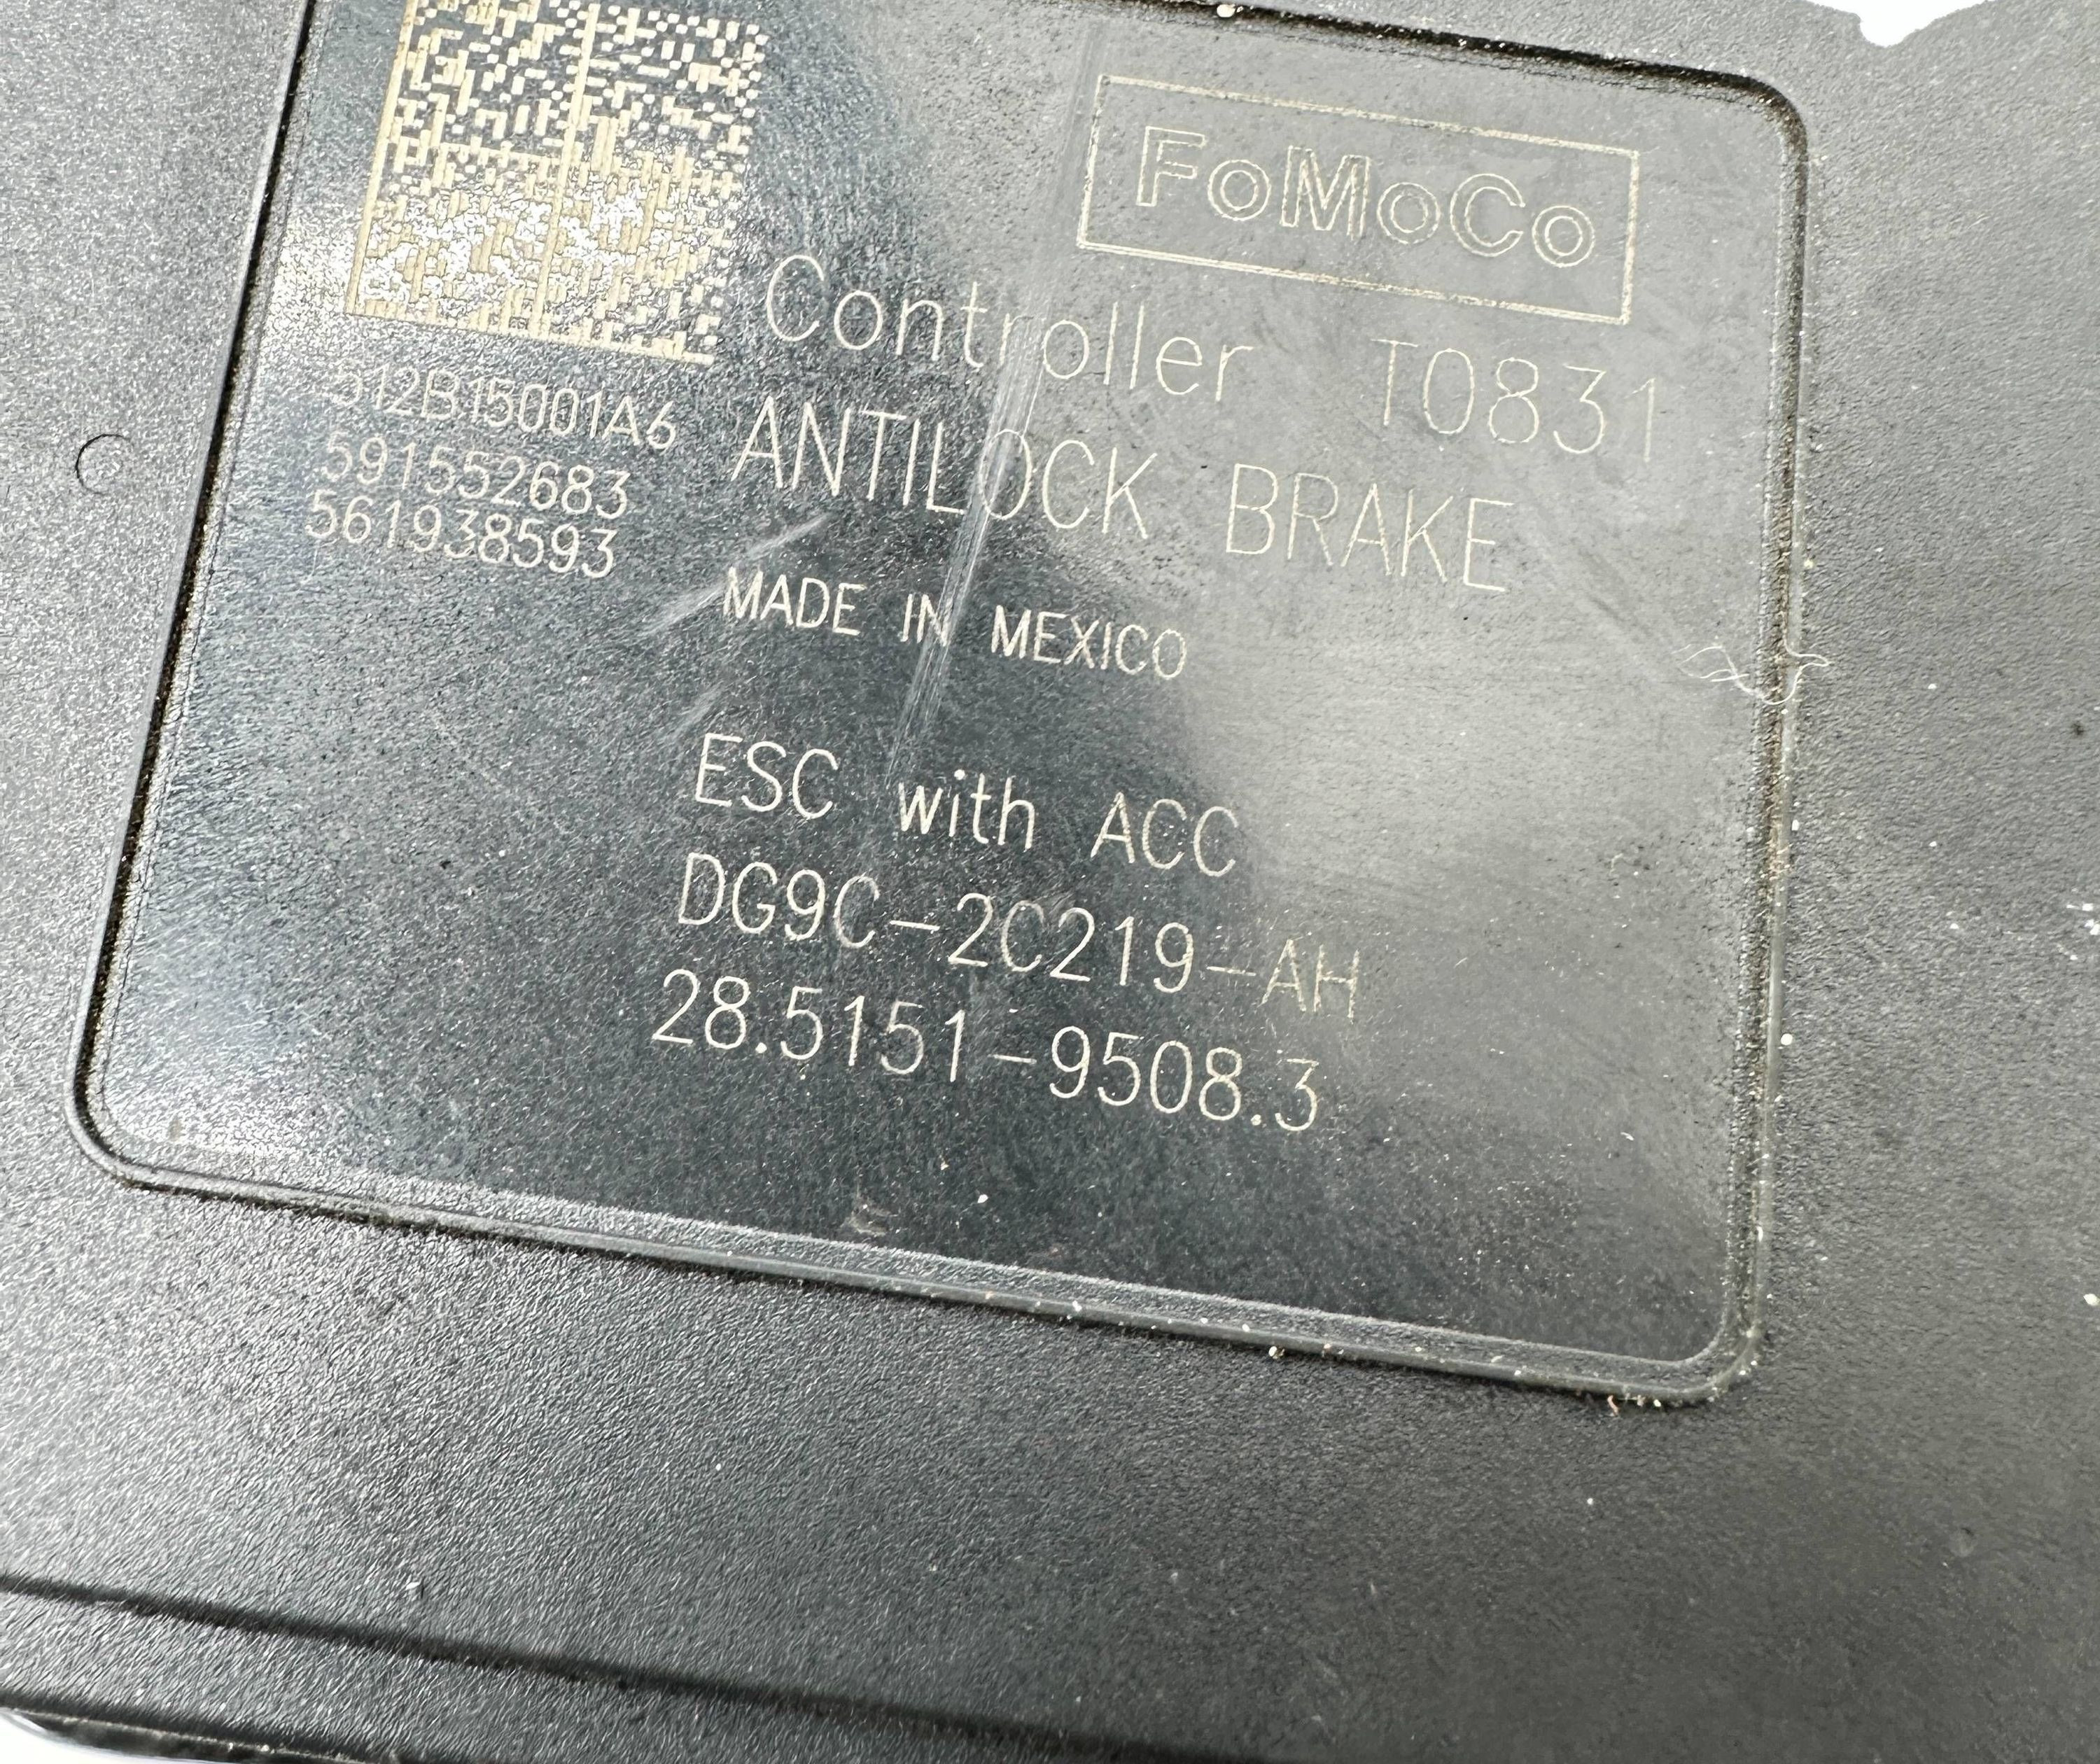 FoMoCo
Controller T0831
ANTILOCK BRAKE
MADE IN MEXICO
512B15001A6
591552683
561938593
ESC with ACC
DG9C-2C219-AH
28.5151-9508.3